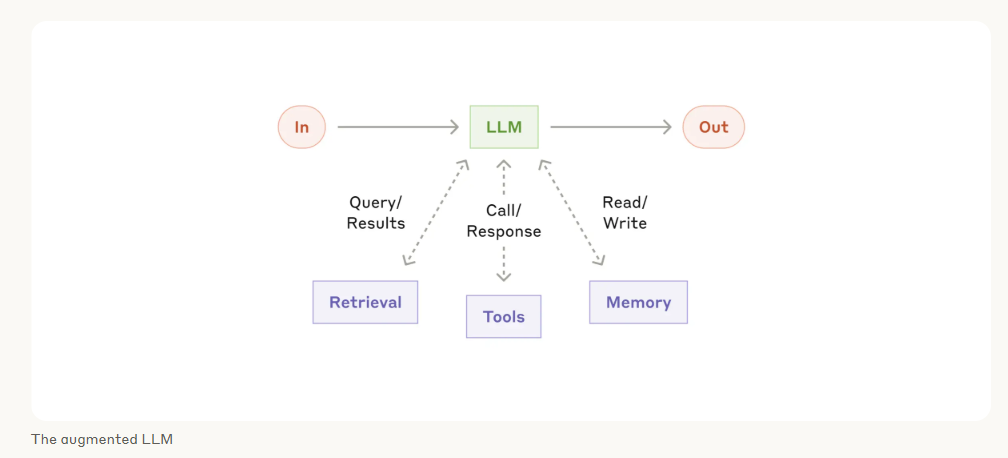 In
LLM
Out
Query/
Results
Call/
Response
Read/
Write
Retrieval
Tools
Memory
The augmented LLM